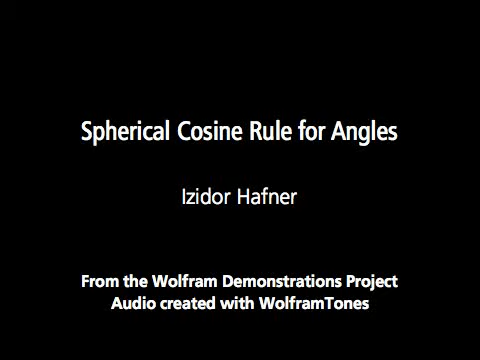 Spherical Cosine Rule for Angles
Izidor Hafner
From the Wolfram Demonstrations Project
Audio created with WolframTones